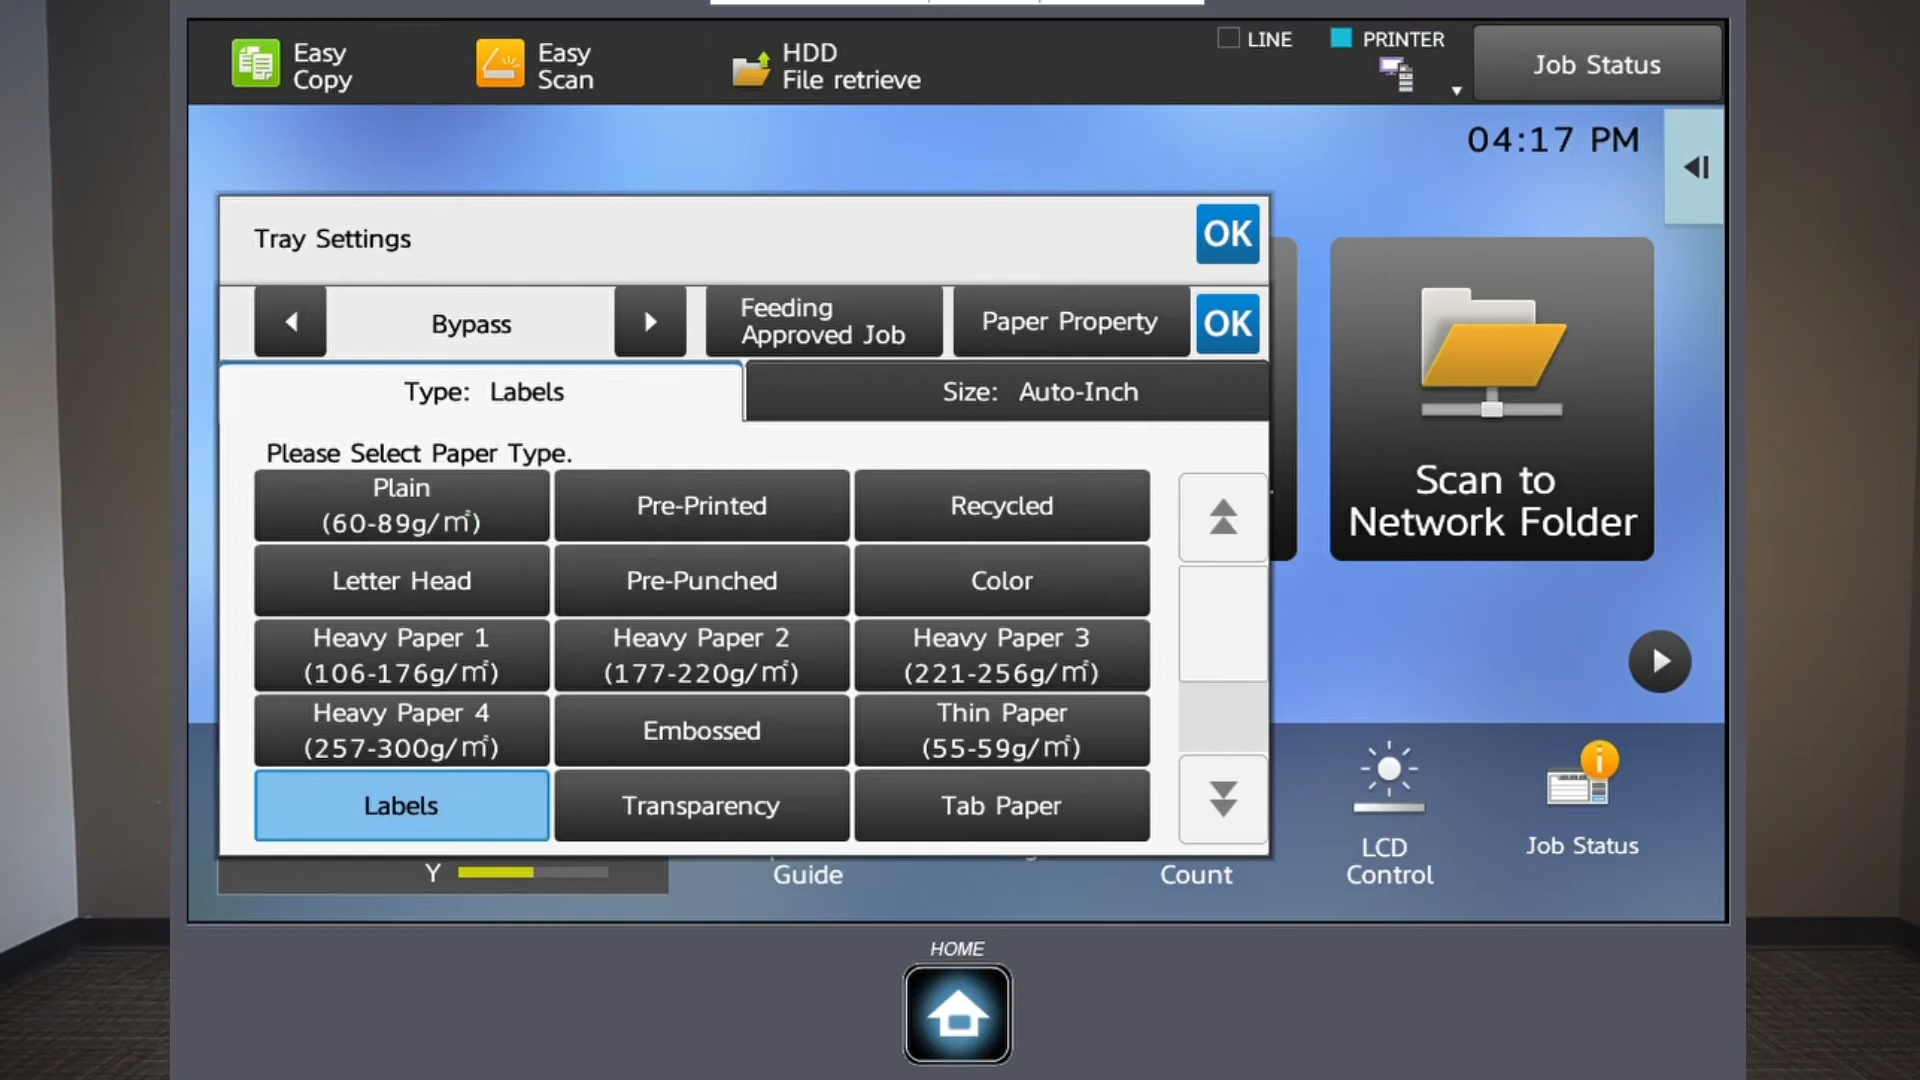 Easy
Copy
Easy
Scan
HDD
File retrieve
LINE
PRINTER
Job Status
04:17 PM
Tray Settings
OK
Bypass
Feeding
Approved Job
Paper Property
OK
Type: Labels
Size: Auto-Inch
Please Select Paper Type.
Plain
(60-89g/㎡)
Pre-Printed
Recycled
Letter Head
Pre-Punched
Color
Heavy Paper 1
(106-176g/㎡)
Heavy Paper 2
(177-220g/㎡)
Heavy Paper 3
(221-256g/㎡)
Heavy Paper 4
(257-300g/㎡)
Embossed
Thin Paper
(55-59g/㎡)
Labels
Transparency
Tab Paper
Scan to
Network Folder
Y
Guide
Count
LCD
Control
Job Status
HOME